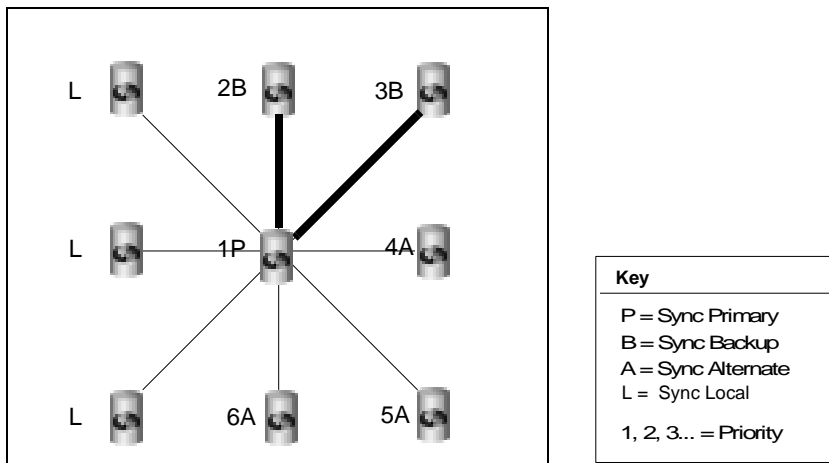 L
2B
3B
L
1P
4A
L
6A
5A
Key
P = Sync Primary
B = Sync Backup
A = Sync Alternate
L = Sync Local
1, 2, 3... = Priority